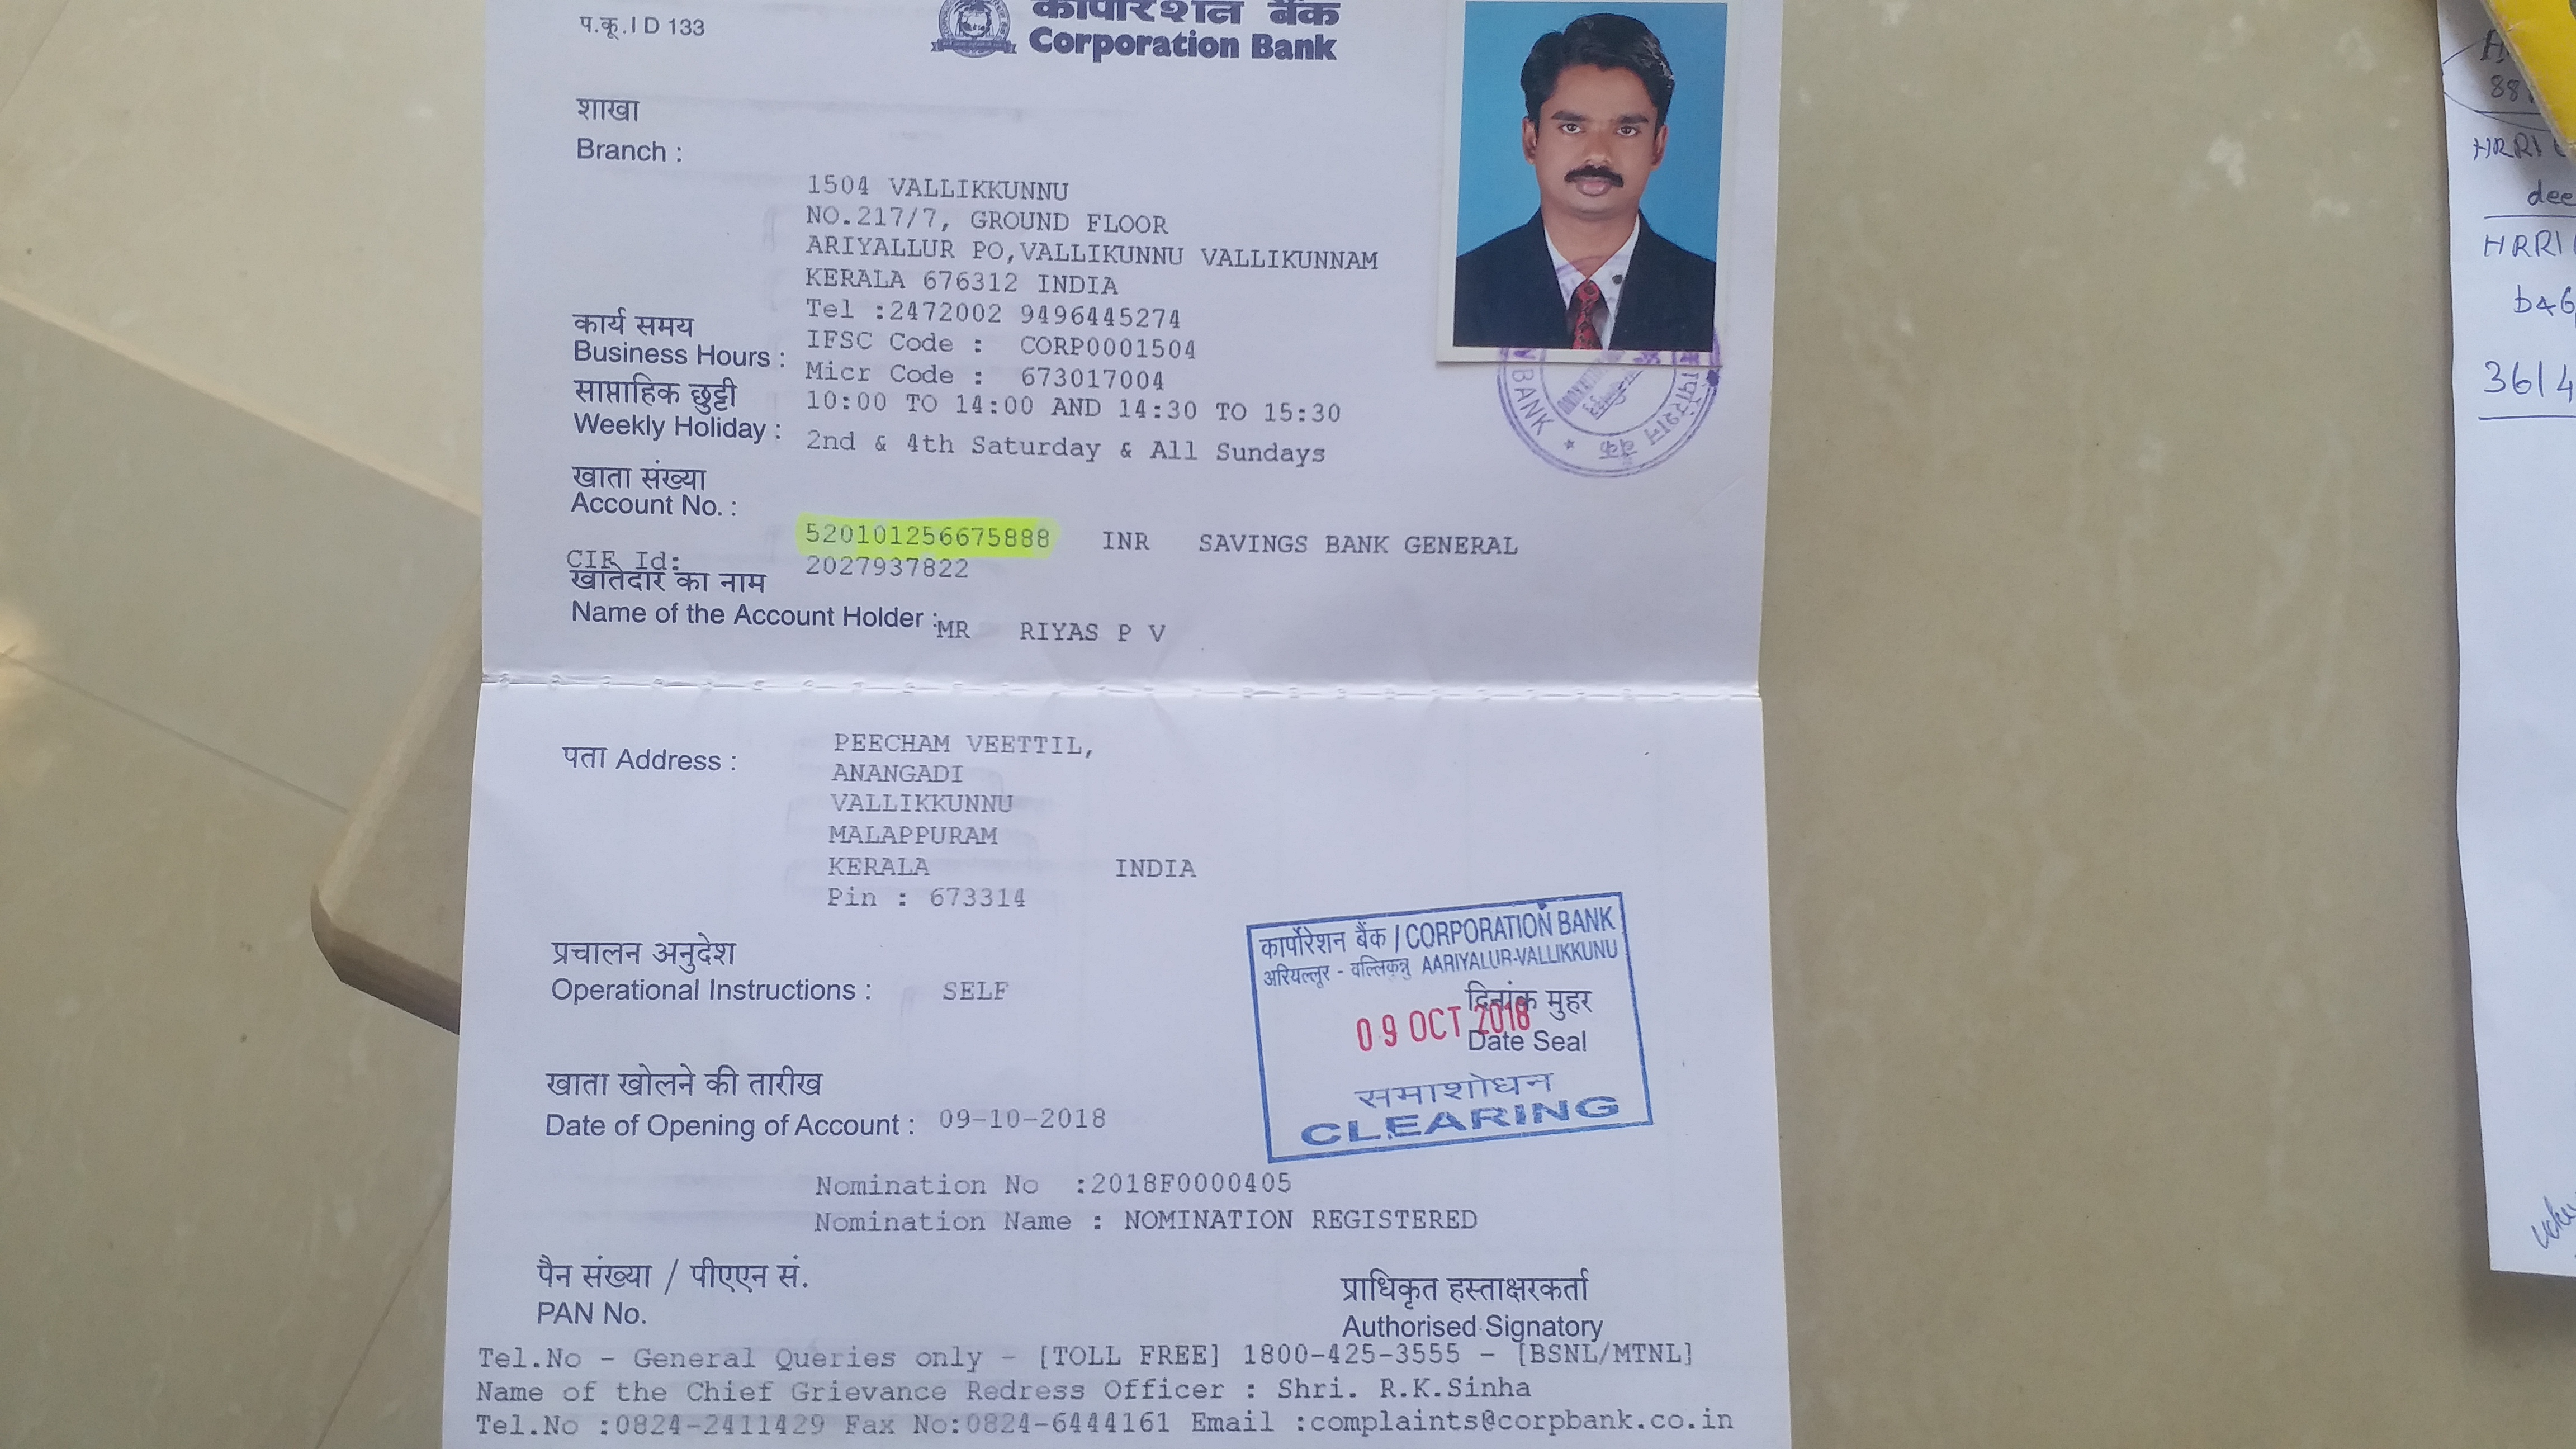 प.कू.ID 133
कार्पोरेशन बैंक
Corporation Bank
शाखा
Branch :
1504 VALLIKKUNNU
NO.217/7, GROUND FLOOR
ARIYALLUR PO,VALLIKUNNU VALLIKUNNAM
KERALA 676312 INDIA
Tel :2472002 9496445274
IFSC Code : CORP0001504
Micr Code : 673017004
कार्य समय
Business Hours : 10:00 TO 14:00 AND 14:30 TO 15:30
साप्ताहिक छुट्टी
Weekly Holiday : 2nd & 4th Saturday & All Sundays
खाता संख्या
Account No. : 520101256675888 INR SAVINGS BANK GENERAL
CIF Id: 2027937822
खातेदार का नाम
Name of the Account Holder : MR RIYAS P V
BANK
पता Address : PEECHAM VEETTIL,
ANANGADI
VALLIKKUNNU
MALAPPURAM
KERALA INDIA
Pin : 673314
प्रचालन अनुदेश
Operational Instructions : SELF
खाता खोलने की तारीख
Date of Opening of Account : 09-10-2018
कार्पोरेशन बैंक / CORPORATION BANK
अरियल्लूर - वल्लिकुन्नु AARIYALUR-VALLIKKUNU
दिनांक मुहर
09 OCT 2018
Date Seal
समाशोधन
CLEARING
Nomination No :2018F0000405
Nomination Name : NOMINATION REGISTERED
पैन संख्या / पीएएन सं.
PAN No.
प्राधिकृत हस्ताक्षरकर्ता
Authorised Signatory
Tel.No - General Queries only - [TOLL FREE] 1800-425-3555 - [BSNL/MTNL]
Name of the Chief Grievance Redress Officer : Shri. R.K.Sinha
Tel.No :0824-2411429 Fax No:0824-6444161 Email :complaints@corpbank.co.in
HRRI
dee
HRRI
3614